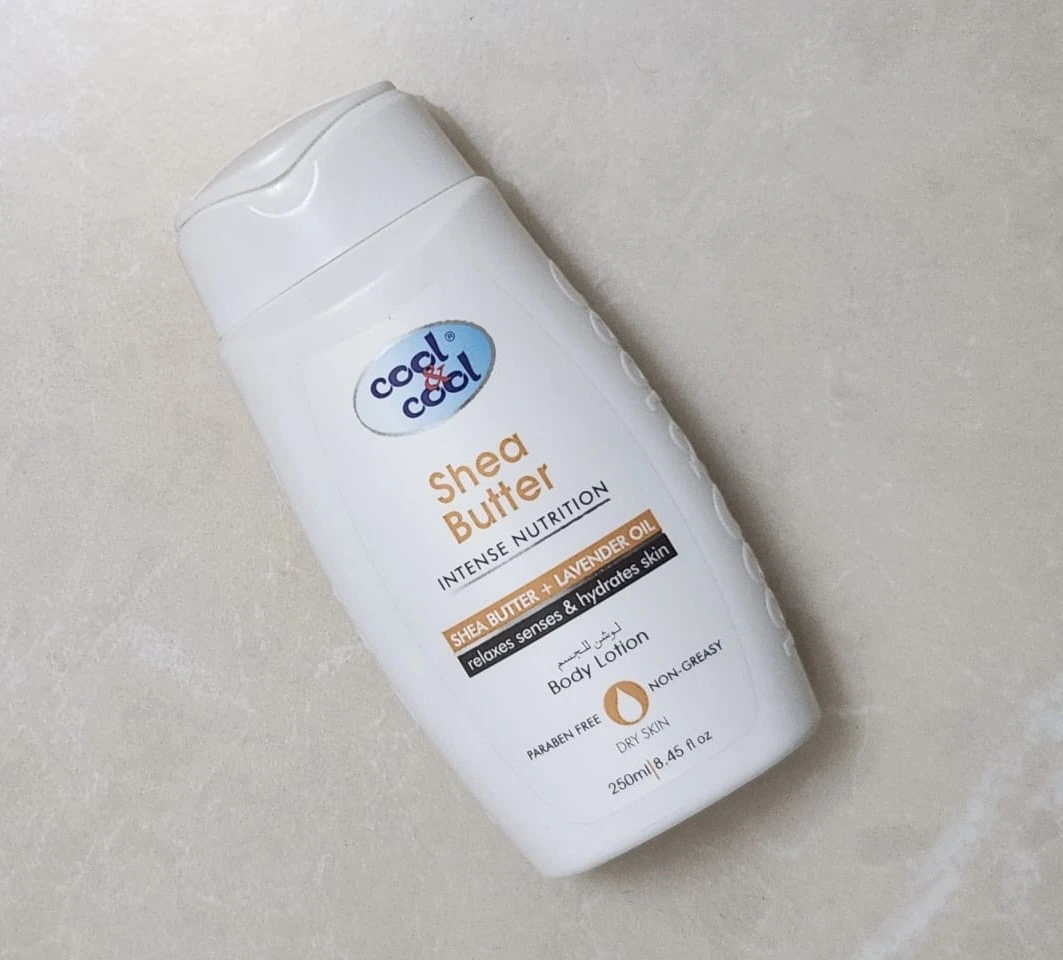 cool®
&
cool
Shea
Butter
INTENSE NUTRITION
SHEA BUTTER + LAVENDER OIL
relaxes senses & hydrates skin
لوشن للجسم
Body Lotion
PARABEN FREE NON-GREASY
DRY SKIN
250ml|8.45 fl oz